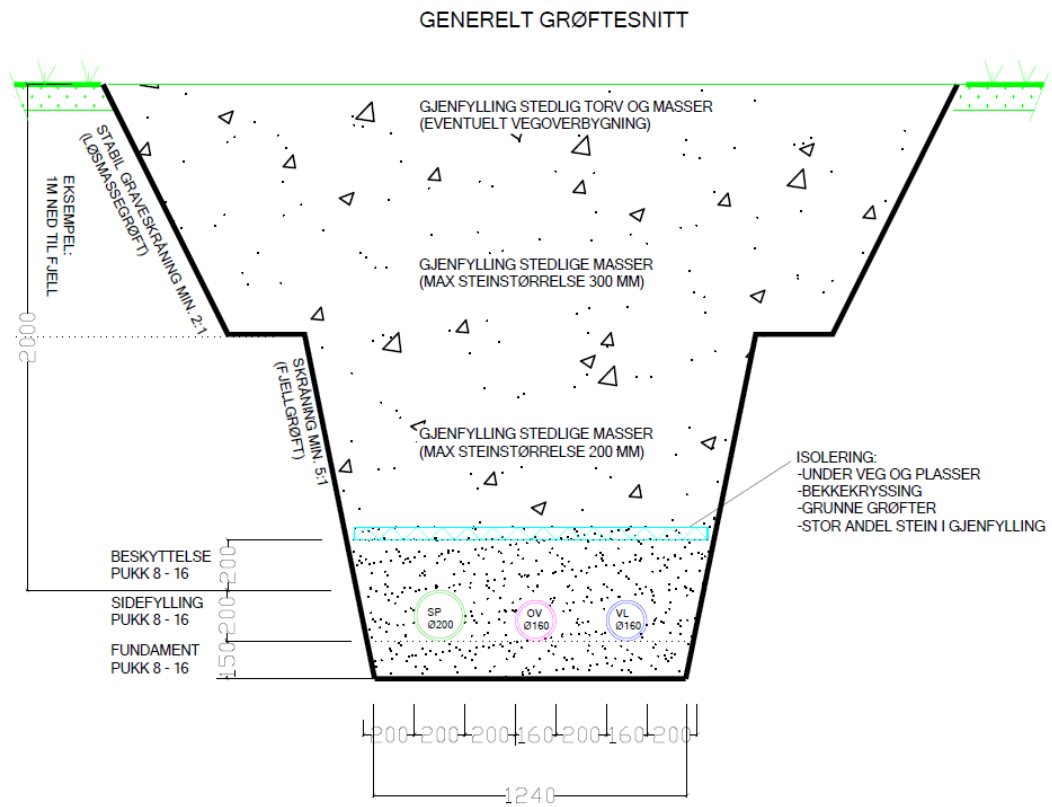 GENERELT GRØFTESNITT
GJENFYLLING STEDLIG TORV OG MASSER
(EVENTUELT VEGOVERBYGNING)
STABIL GRAVESKRÅNING MIN. 2:1
(LØSMASSEGRØFT)
EKSEMPEL:
1M NED TIL FJELL
2000
GJENFYLLING STEDLIGE MASSER
(MAX STEINSTØRRELSE 300 MM)
SKRÅNING MIN. 5:1
(FJELLGRØFT)
GJENFYLLING STEDLIGE MASSER
(MAX STEINSTØRRELSE 200 MM)
ISOLERING:
-UNDER VEG OG PLASSER
-BEKKEKRYSSING
-GRUNNE GRØFTER
-STOR ANDEL STEIN I GJENFYLLING
BESKYTTELSE
PUKK 8 - 16
200
SIDEFYLLING
PUKK 8 - 16
200
FUNDAMENT
PUKK 8 - 16
150
SP
Ø200
OV
Ø160
VL
Ø160
200 200 200 160 200 160 200
1240